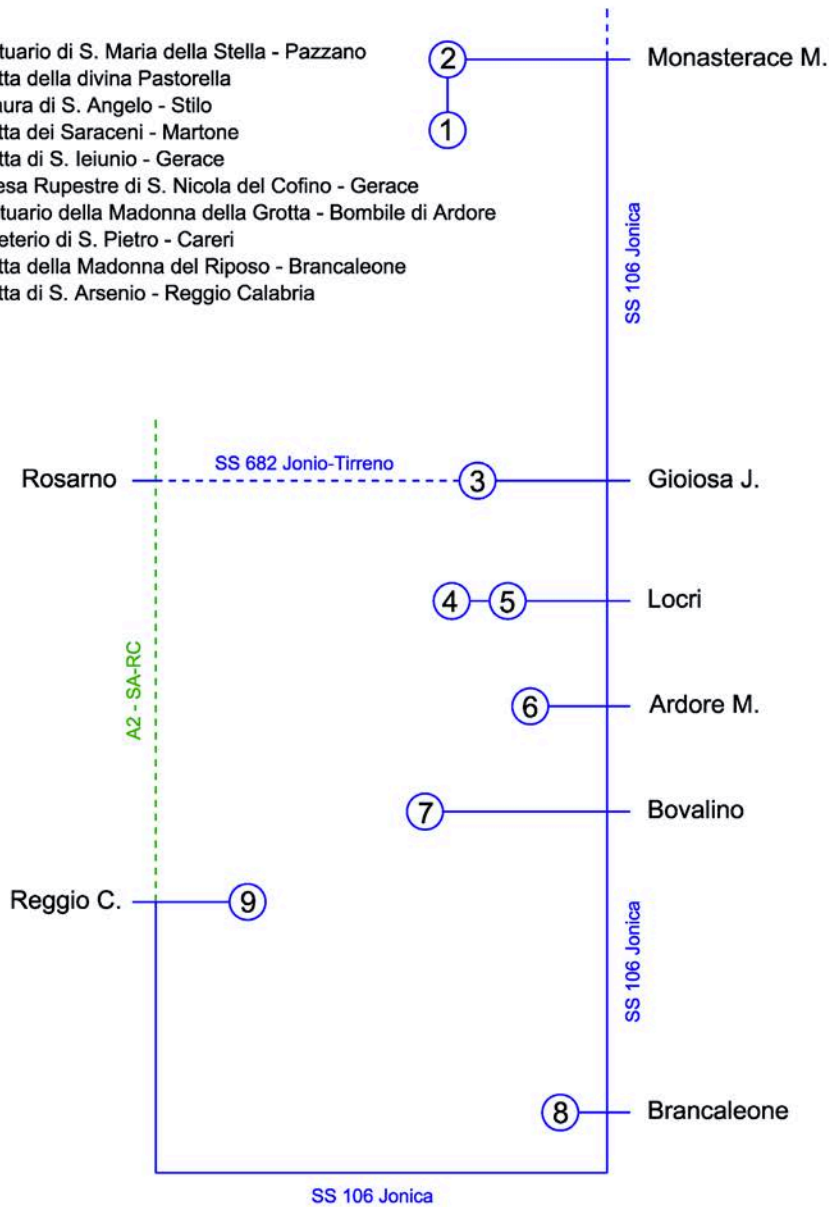 tuario di S. Maria della Stella - Pazzano
tta della divina Pastorella
aura di S. Angelo - Stilo
tta dei Saraceni - Martone
tta di S. Ieiunio - Gerace
esa Rupestre di S. Nicola del Cofino - Gerace
tuario della Madonna della Grotta - Bombile di Ardore
eterio di S. Pietro - Careri
tta della Madonna del Riposo - Brancaleone
tta di S. Arsenio - Reggio Calabria
2
Monasterace M.
1
SS 106 Jonica
Rosarno
SS 682 Jonio-Tirreno
3
Gioiosa J.
4
5
Locri
A2 - SA-RC
6
Ardore M.
7
Bovalino
Reggio C.
9
SS 106 Jonica
8
Brancaleone
SS 106 Jonica